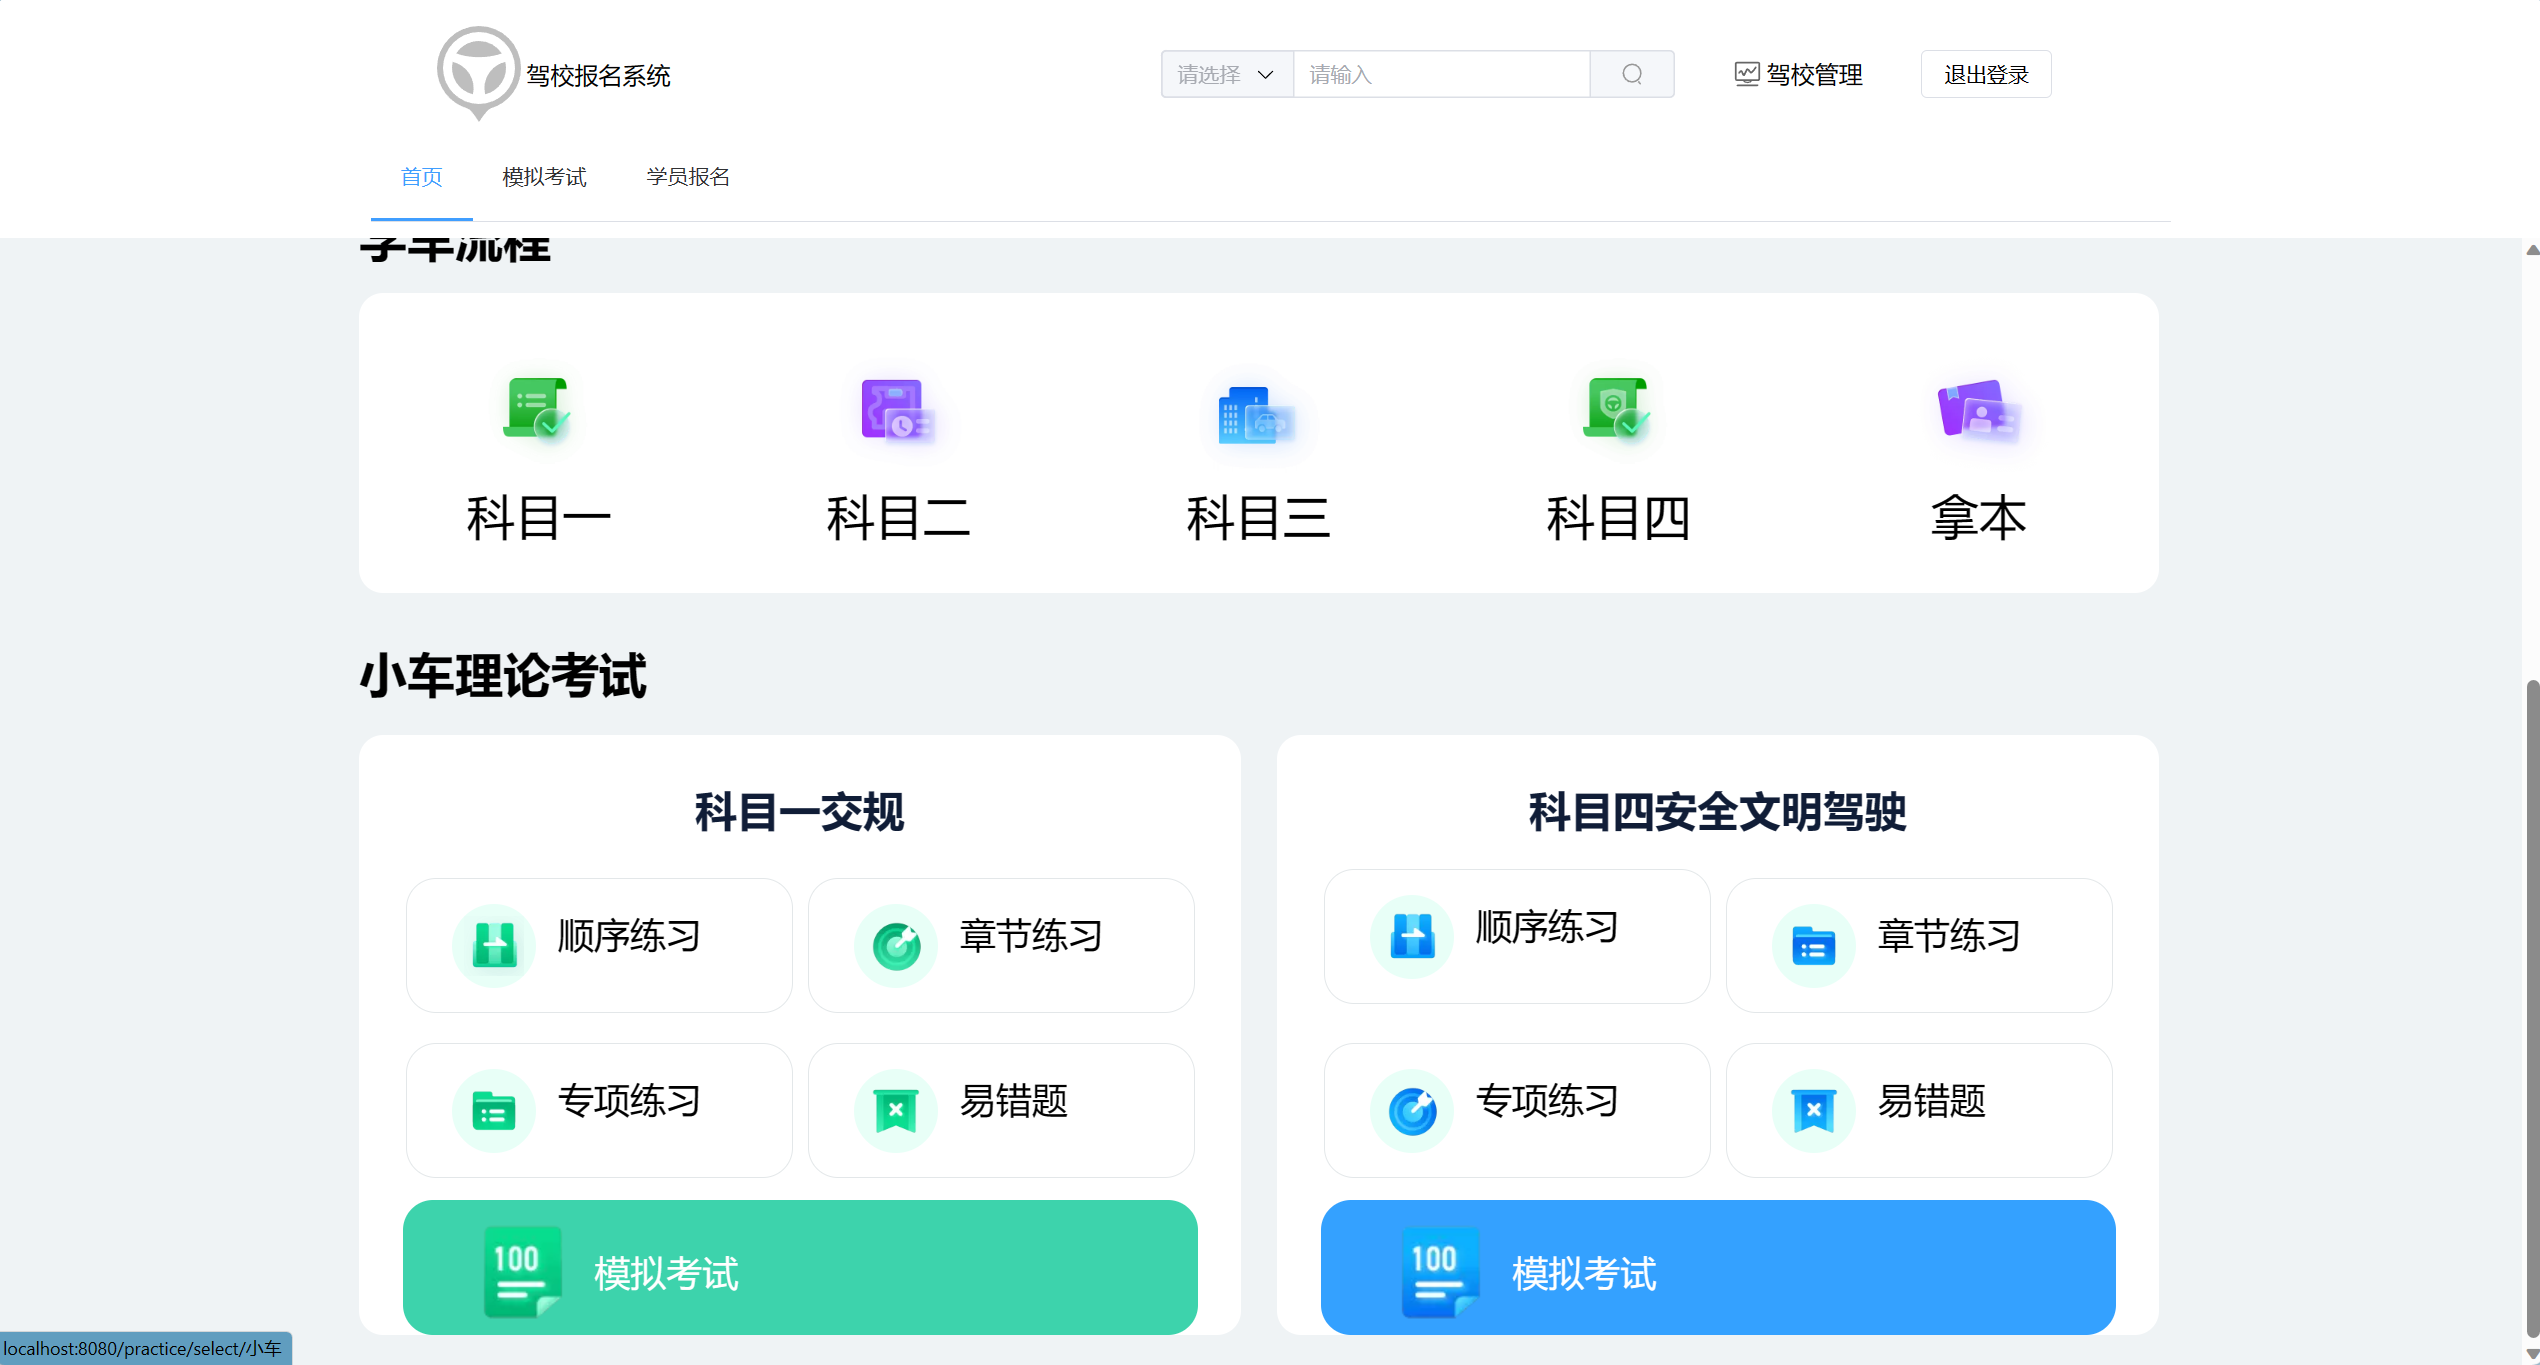 驾校报名系统
请选择
请输入
驾校管理
退出登录
首页
模拟考试
学员报名
学车流程
科目一
科目二
科目三
科目四
拿本
小车理论考试
科目一交规
科目四安全文明驾驶
顺序练习
章节练习
顺序练习
章节练习
专项练习
易错题
专项练习
易错题
100
模拟考试
100
模拟考试
localhost:8080/practice/select/小车